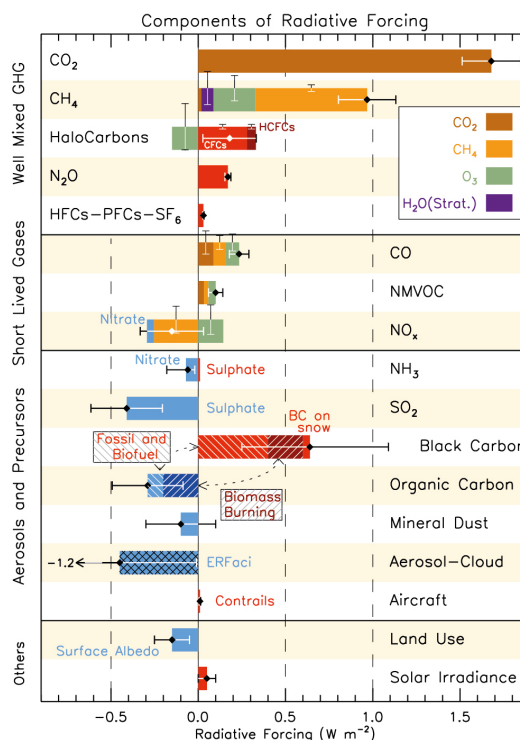 Components of Radiative Forcing
Well Mixed GHG
CO₂
CH₄
HaloCarbons
HCFCs
CFCs
N₂O
HFCs–PFCs–SF₆
CO₂
CH₄
O₃
H₂O(Strat.)
Short Lived Gases
CO
NMVOC
Nitrate
NOₓ
Aerosols and Precursors
Nitrate
Sulphate
NH₃
Sulphate
SO₂
BC on
snow
Black Carbon
Fossil and
Biofuel
Organic Carbon
Biomass
Burning
Mineral Dust
-1.2
ERFaci
Aerosol-Cloud
Contrails
Aircraft
Others
Land Use
Surface Albedo
Solar Irradiance
-0.5 0.0 0.5 1.0 1.5
Radiative Forcing (W m⁻²)